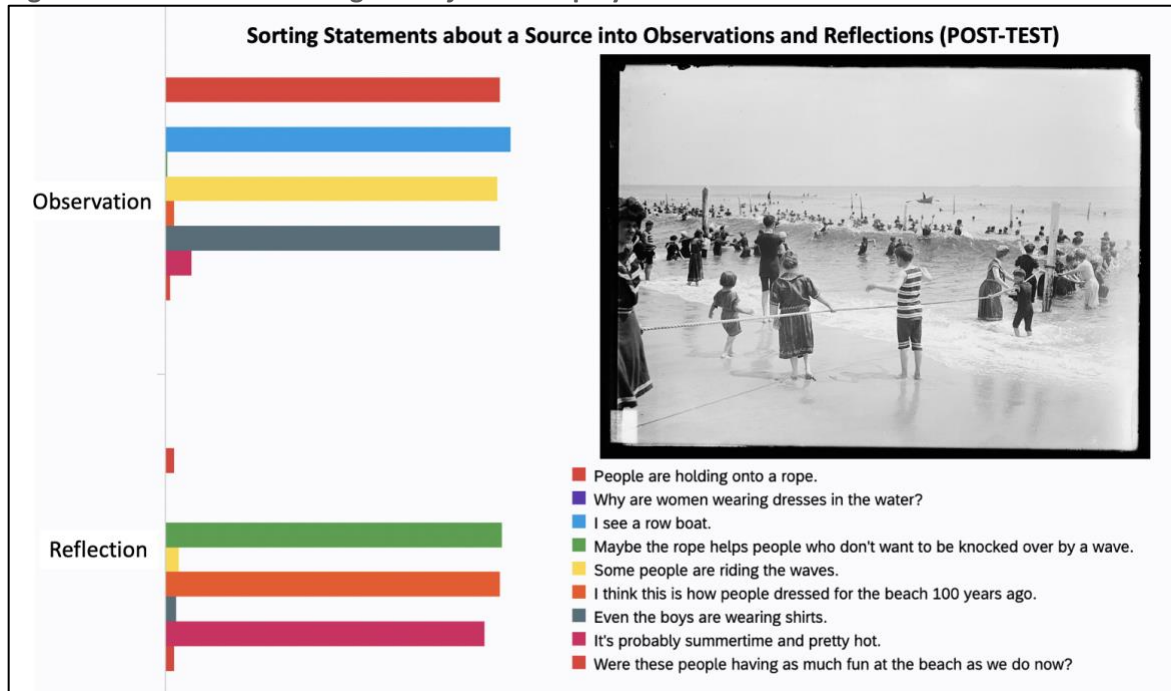 Sorting Statements about a Source into Observations and Reflections (POST-TEST)
Observation
Reflection
People are holding onto a rope.
Why are women wearing dresses in the water?
I see a row boat.
Maybe the rope helps people who don't want to be knocked over by a wave.
Some people are riding the waves.
I think this is how people dressed for the beach 100 years ago.
Even the boys are wearing shirts.
It's probably summertime and pretty hot.
Were these people having as much fun at the beach as we do now?